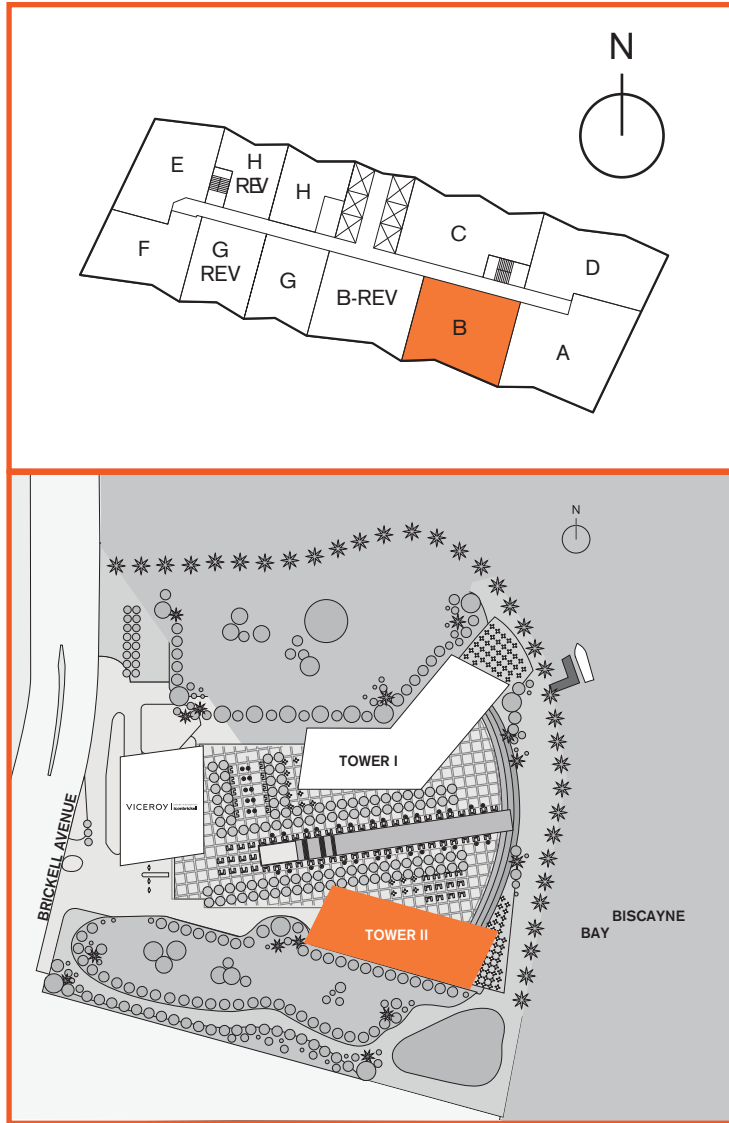 N
E
H
REV
H
C
D
F
G
REV
G
B-REV
B
A
N
TOWER I
VICEROY
BRICKELL AVENUE
BISCAYNE
BAY
TOWER II